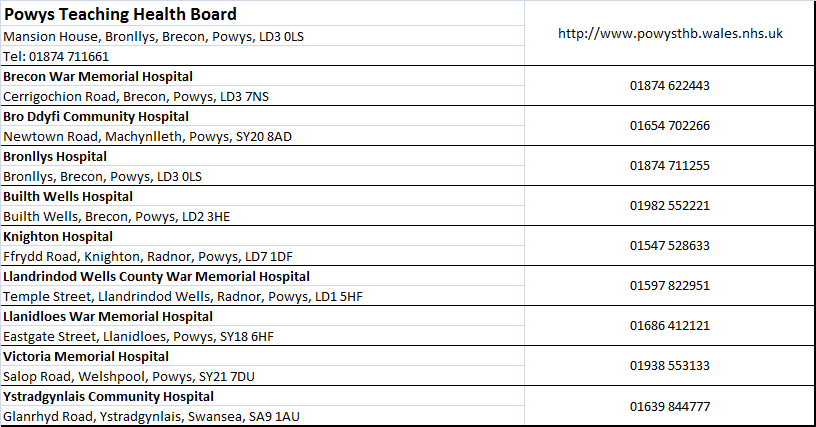 Powys Teaching Health Board
Mansion House, Bronllys, Brecon, Powys, LD3 0LS
http://www.powysthb.wales.nhs.uk
Tel: 01874 711661
Brecon War Memorial Hospital
01874 622443
Cerrigochion Road, Brecon, Powys, LD3 7NS
Bro Ddyfi Community Hospital
01654 702266
Newtown Road, Machynlleth, Powys, SY20 8AD
Bronllys Hospital
01874 711255
Bronllys, Brecon, Powys, LD3 0LS
Builth Wells Hospital
01982 552221
Builth Wells, Brecon, Powys, LD2 3HE
Knighton Hospital
01547 528633
Ffrydd Road, Knighton, Radnor, Powys, LD7 1DF
Llandrindod Wells County War Memorial Hospital
01597 822951
Temple Street, Llandrindod Wells, Radnor, Powys, LD1 5HF
Llanidloes War Memorial Hospital
01686 412121
Eastgate Street, Llanidloes, Powys, SY18 6HF
Victoria Memorial Hospital
01938 553133
Salop Road, Welshpool, Powys, SY21 7DU
Ystradgynlais Community Hospital
01639 844777
Glanrhyd Road, Ystradgynlais, Swansea, SA9 1AU